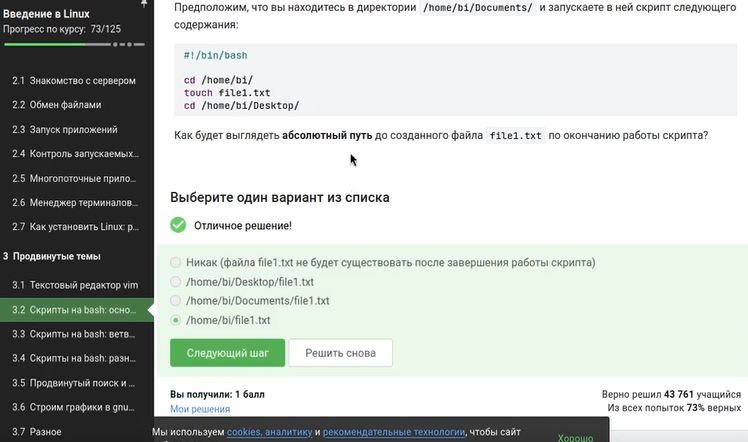 Введение в Linux
Прогресс по курсу: 73/125
2.1 Знакомство с сервером
2.2 Обмен файлами
2.3 Запуск приложений
2.4 Контроль запускаемых...
2.5 Многопоточные прило...
2.6 Менеджер терминалов...
2.7 Как установить Linux: р...
3 Продвинутые темы
3.1 Текстовый редактор vim
3.2 Скрипты на bash: осно...
3.3 Скрипты на bash: ветв...
3.4 Скрипты на bash: разн...
3.5 Продвинутый поиск и ...
3.6 Строим графики в gnu...
3.7 Разное
Предположим, что вы находитесь в директории /home/bi/Documents/ и запускаете в ней скрипт следующего
содержания:
#!/bin/bash
cd /home/bi/
touch file1.txt
cd /home/bi/Desktop/
Как будет выглядеть абсолютный путь до созданного файла file1.txt по окончанию работы скрипта?
Выберите один вариант из списка
Отличное решение!
Никак (файла file1.txt не будет существовать после завершения работы скрипта)
/home/bi/Desktop/file1.txt
/home/bi/Documents/file1.txt
/home/bi/file1.txt
Следующий шаг
Решить снова
Вы получили: 1 балл
Мои решения
Верно решил 43 761 учащийся
Из всех попыток 73% верных
Мы используем cookies, аналитику и рекомендательные технологии, чтобы сайт
Хорошо